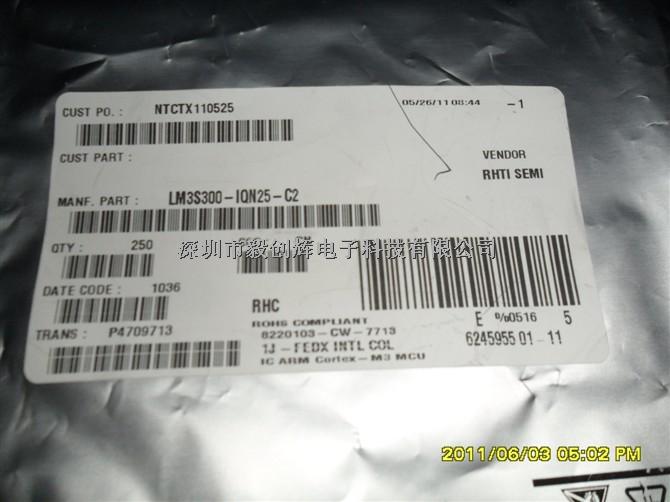 CUST PO. : NTCTX110525 05/26/11 08:44 -1
CUST PART :
VENDOR
RHTI SEMI
MANF. PART : LM3S300-IQN25-C2
QTY : 250
深圳市毅创辉电子科技有限公司
DATE CODE : 1036
RHC
ROHS COMPLIANT
E %0516 5
TRANS : P4709713
8220103-CW-7713
6245955 01-11
1J - FEDX INTL COL
IC ARM Cortex-M3 MCU
2011/06/03 05:02 PM